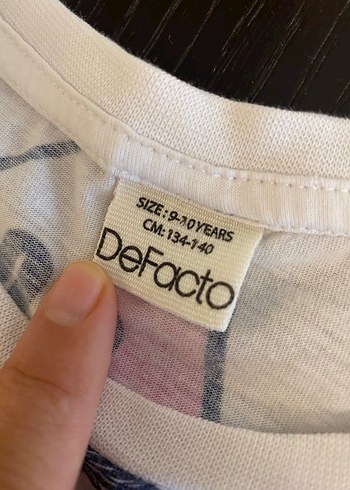 SIZE: 9-10 YEARS
CM: 134-140
DeFacto